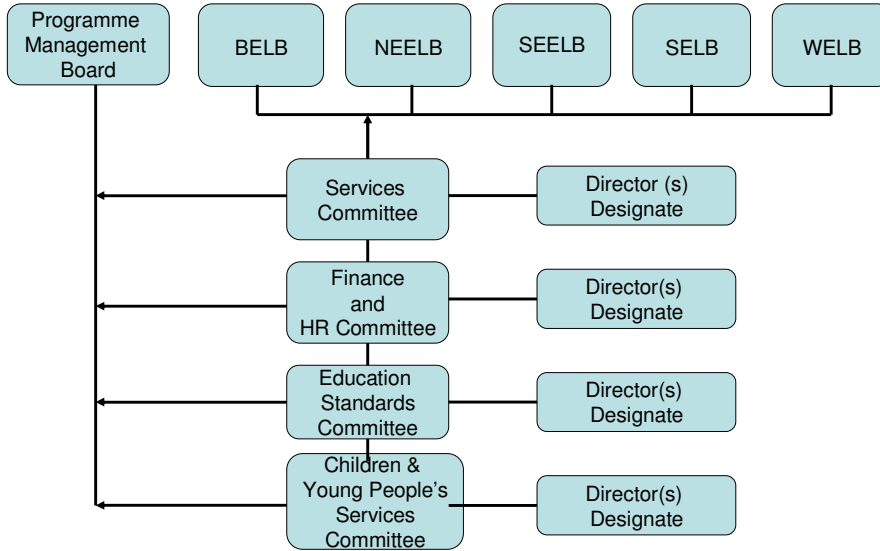 Programme
Management
Board
BELB
NEELB
SEELB
SELB
WELB
Services
Committee
Director (s)
Designate
Finance
and
HR Committee
Director(s)
Designate
Education
Standards
Committee
Director(s)
Designate
Children &
Young People's
Services
Committee
Director(s)
Designate